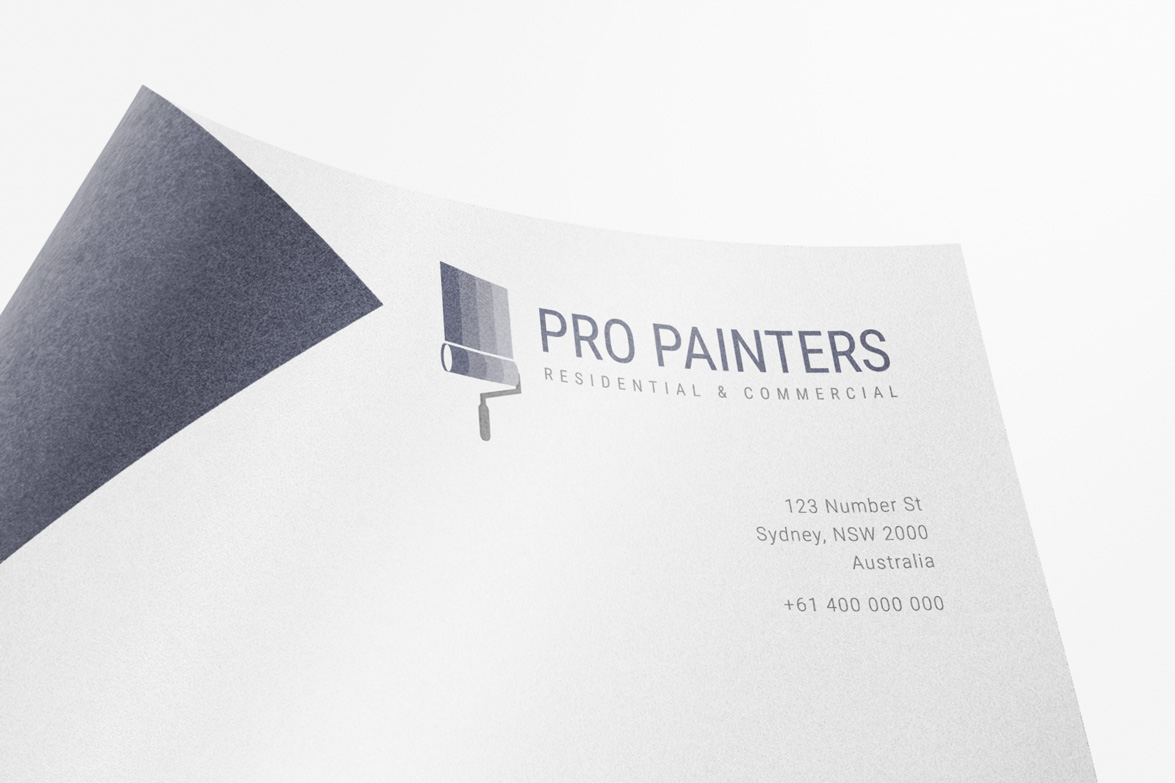 PRO PAINTERS
RESIDENTIAL & COMMERCIAL
123 Number St
Sydney, NSW 2000
Australia
+61 400 000 000